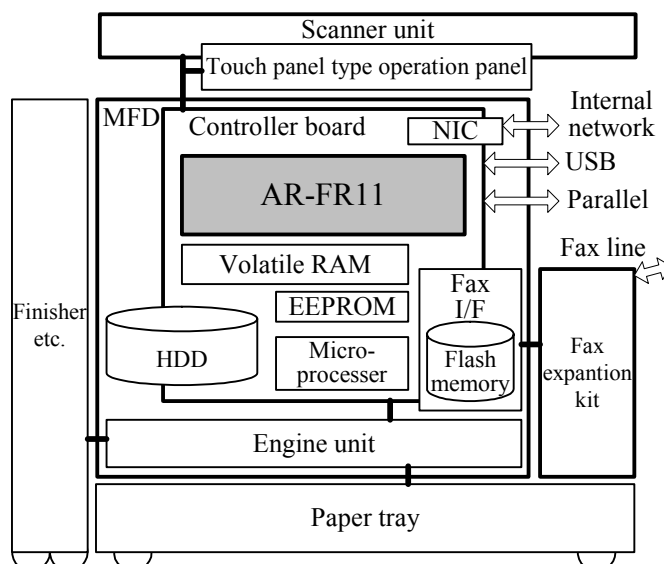 Scanner unit
Touch panel type operation panel
MFD
Controller board
NIC
Internal
network
USB
Parallel
AR-FR11
Volatile RAM
Fax line
EEPROM
Fax
I/F
Finisher
etc.
HDD
Micro-
processer
Flash
memory
Fax
expantion
kit
Engine unit
Paper tray